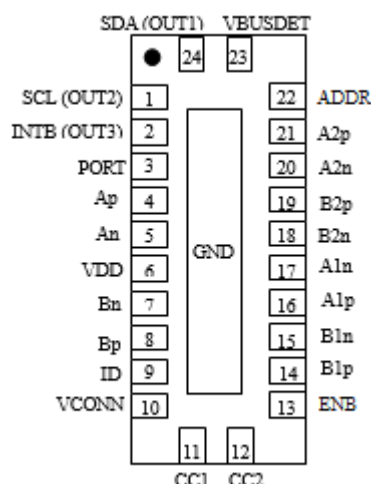 SDA (OUT1) VBUSDET
24 23
SCL (OUT2) 1 22 ADDR
INTB (OUT3) 2 21 A2p
PORT 3 20 A2n
Ap 4 19 B2p
An 5 18 B2n
GND
VDD 6 17 A1n
Bn 7 16 A1p
Bp 8 15 B1n
ID 9 14 B1p
VCONN 10 13 ENB
11 12
CC1 CC2